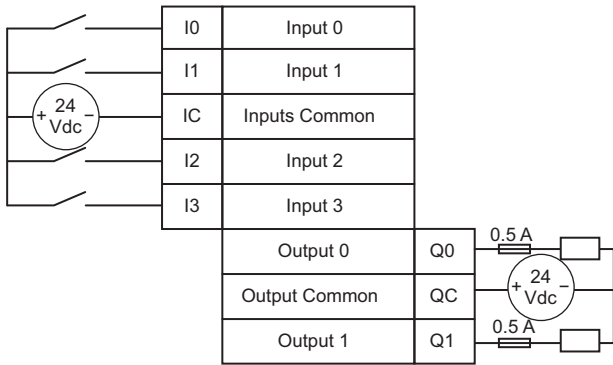 I0 Input 0
I1 Input 1
+ 24 Vdc − IC Inputs Common
I2 Input 2
I3 Input 3
Output 0 Q0 0.5 A
Output Common QC + 24 Vdc −
Output 1 Q1 0.5 A